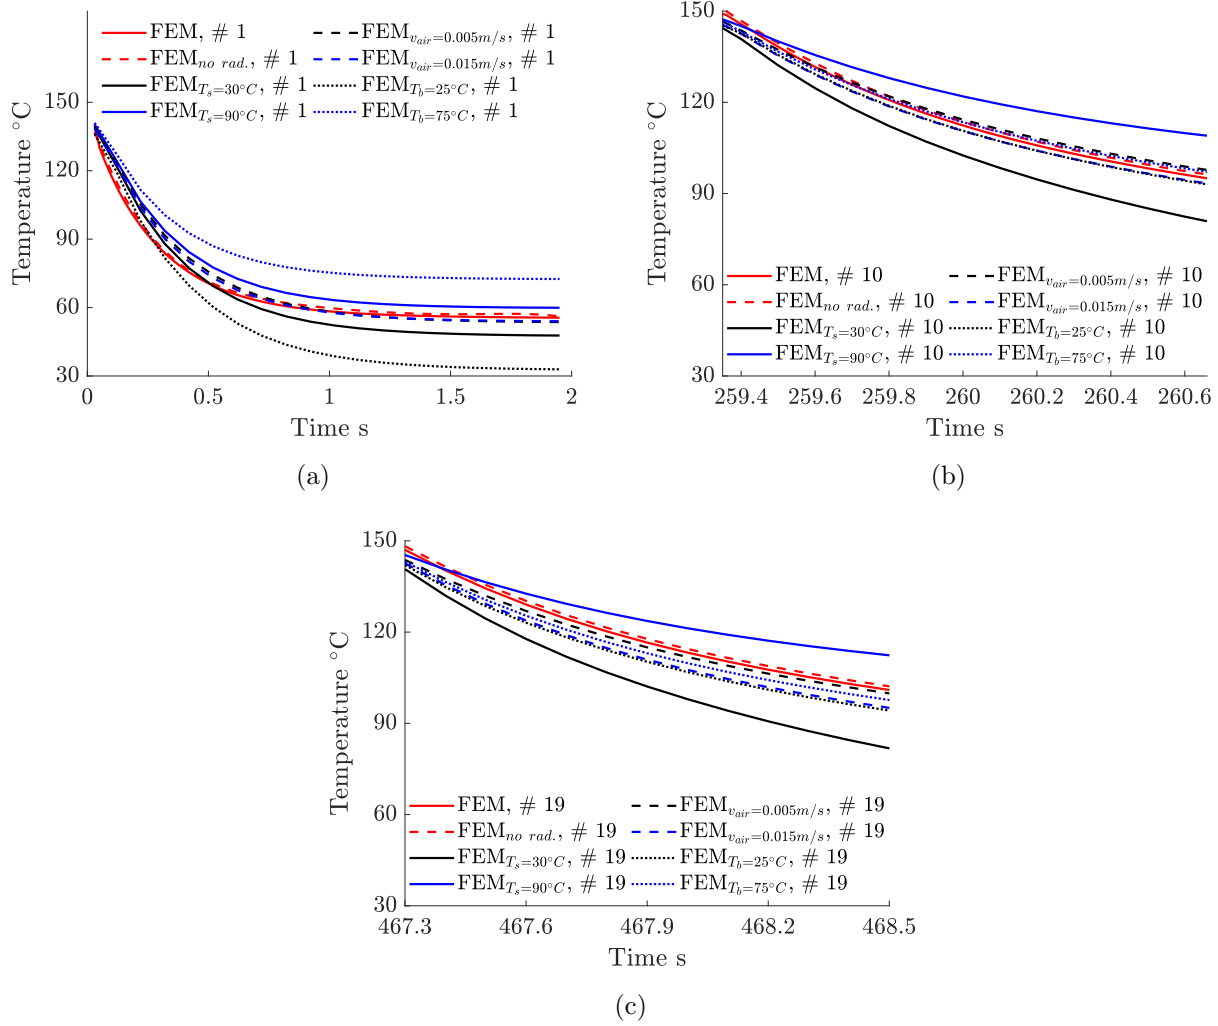 FEM, # 1
FEM_{no rad.}, # 1
FEM_{T_s=30°C}, # 1
FEM_{T_s=90°C}, # 1
FEM_{v_{air}=0.005m/s}, # 1
FEM_{v_{air}=0.015m/s}, # 1
FEM_{T_b=25°C}, # 1
FEM_{T_b=75°C}, # 1
Temperature °C
150
120
90
60
30
0 0.5 1 1.5 2
Time s
(a)
Temperature °C
150
120
90
60
30
FEM, # 10
FEM_{no rad.}, # 10
FEM_{T_s=30°C}, # 10
FEM_{T_s=90°C}, # 10
FEM_{v_{air}=0.005m/s}, # 10
FEM_{v_{air}=0.015m/s}, # 10
FEM_{T_b=25°C}, # 10
FEM_{T_b=75°C}, # 10
259.4 259.6 259.8 260 260.2 260.4 260.6
Time s
(b)
Temperature °C
150
120
90
60
30
FEM, # 19
FEM_{no rad.}, # 19
FEM_{T_s=30°C}, # 19
FEM_{T_s=90°C}, # 19
FEM_{v_{air}=0.005m/s}, # 19
FEM_{v_{air}=0.015m/s}, # 19
FEM_{T_b=25°C}, # 19
FEM_{T_b=75°C}, # 19
467.3 467.6 467.9 468.2 468.5
Time s
(c)